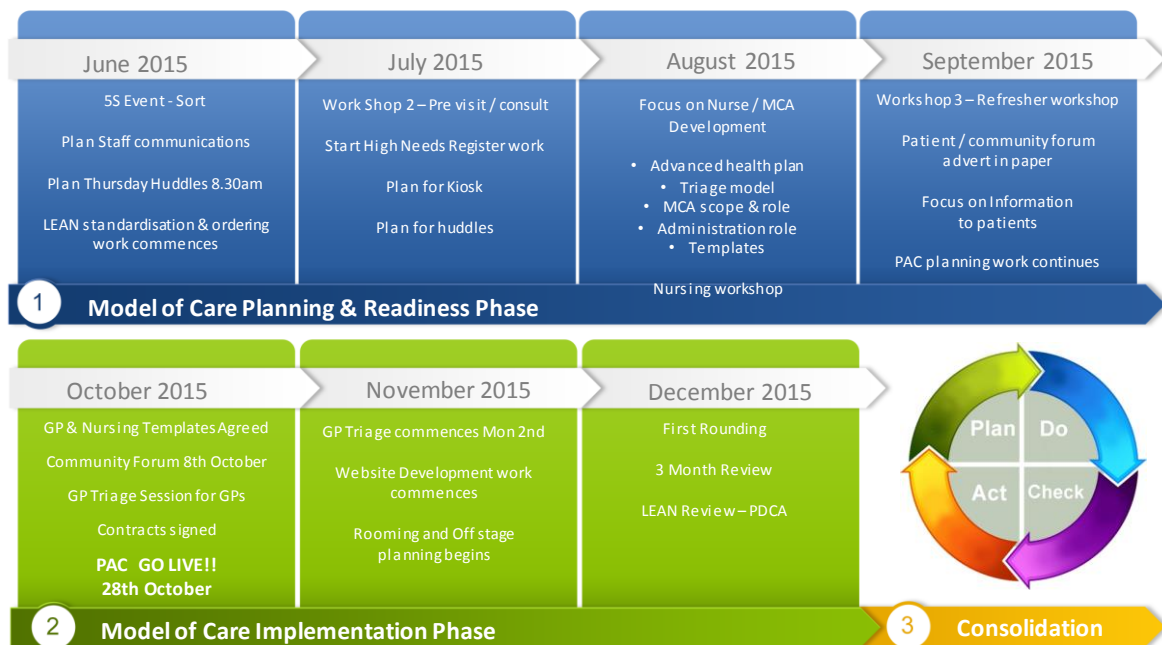 June 2015
5S Event - Sort
Plan Staff communications
Plan Thursday Huddles 8.30am
LEAN standardisation & ordering
work commences
July 2015
Work Shop 2 – Pre visit / consult
Start High Needs Register work
Plan for Kiosk
Plan for huddles
August 2015
Focus on Nurse / MCA
Development
• Advanced health plan
• Triage model
• MCA scope & role
• Administration role
• Templates
Nursing workshop
September 2015
Workshop 3 – Refresher workshop
Patient / community forum
advert in paper
Focus on Information
to patients
PAC planning work continues
1 Model of Care Planning & Readiness Phase
October 2015
GP & Nursing Templates Agreed
Community Forum 8th October
GP Triage Session for GPs
Contracts signed
PAC GO LIVE!!
28th October
November 2015
GP Triage commences Mon 2nd
Website Development work
commences
Rooming and Off stage
planning begins
December 2015
First Rounding
3 Month Review
LEAN Review – PDCA
Plan Do
Act Check
2 Model of Care Implementation Phase
3 Consolidation